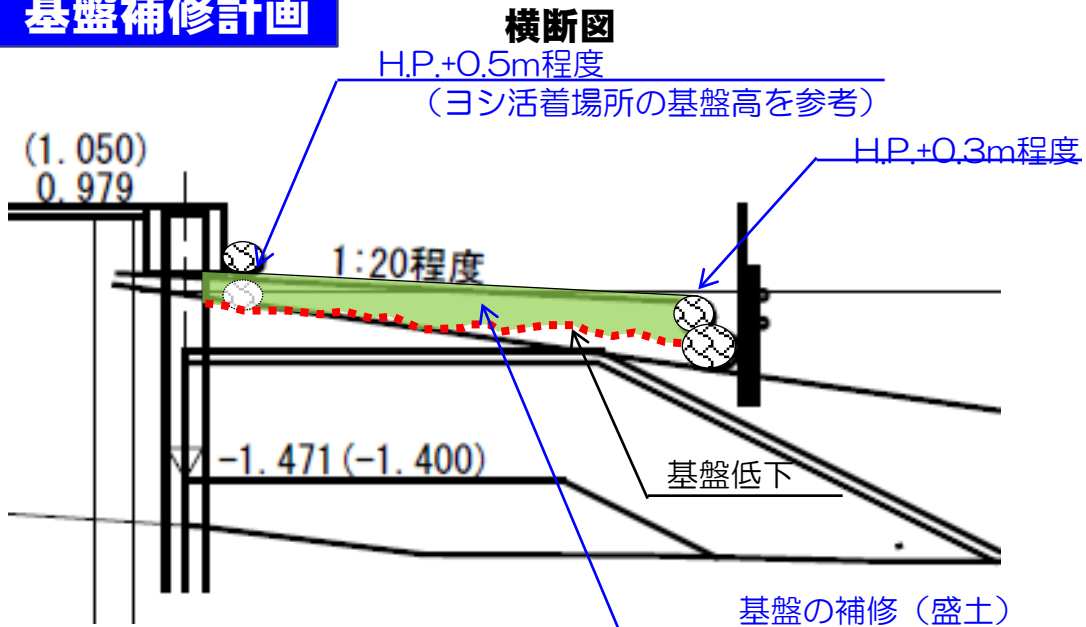 基盤補修計画
横断図
H.P.+0.5m程度
（ヨシ活着場所の基盤高を参考）
H.P.+0.3m程度
(1.050)
0.979
1:20程度
-1.471(-1.400)
基盤低下
基盤の補修（盛土）